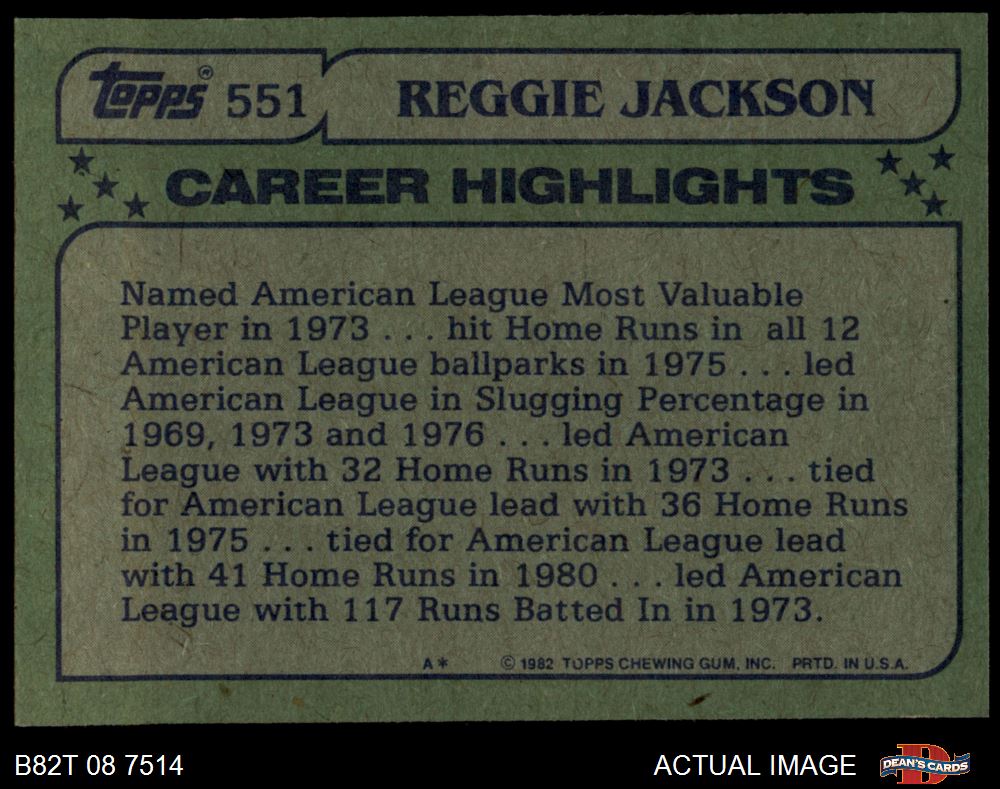 Topps® 551 REGGIE JACKSON
CAREER HIGHLIGHTS
Named American League Most Valuable
Player in 1973 . . . hit Home Runs in all 12
American League ballparks in 1975 . . . led
American League in Slugging Percentage in
1969, 1973 and 1976 . . . led American
League with 32 Home Runs in 1973 . . . tied
for American League lead with 36 Home Runs
in 1975 . . . tied for American League lead
with 41 Home Runs in 1980 . . . led American
League with 117 Runs Batted In in 1973.
A* © 1982 TOPPS CHEWING GUM, INC. PRTD. IN U.S.A.
B82T 08 7514 ACTUAL IMAGE D DEAN'S CARDS